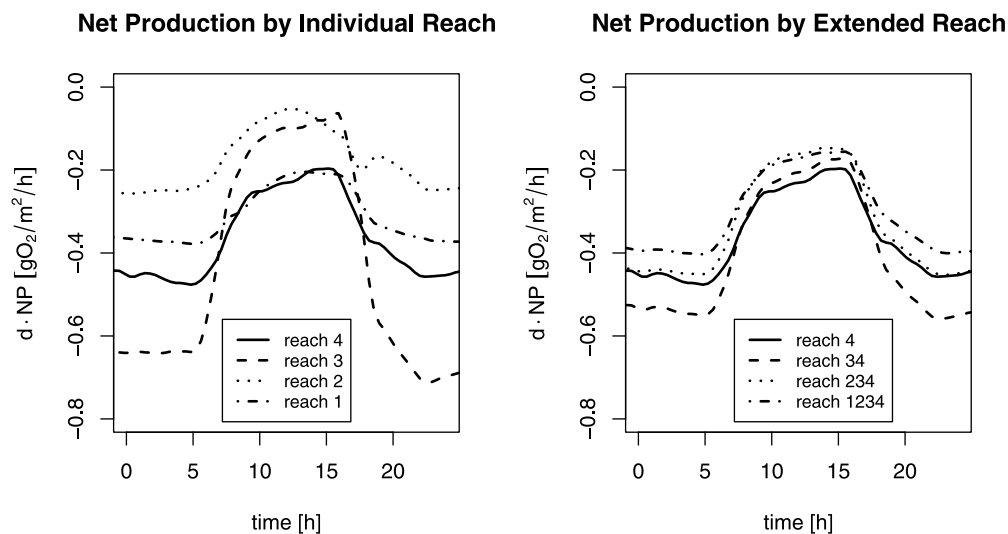 Net Production by Individual Reach
d · NP [gO₂/m²/h]
0.0
−0.2
−0.4
−0.6
−0.8
reach 4
reach 3
reach 2
reach 1
0 5 10 15 20
time [h]
Net Production by Extended Reach
d · NP [gO₂/m²/h]
0.0
−0.2
−0.4
−0.6
−0.8
reach 4
reach 34
reach 234
reach 1234
0 5 10 15 20
time [h]